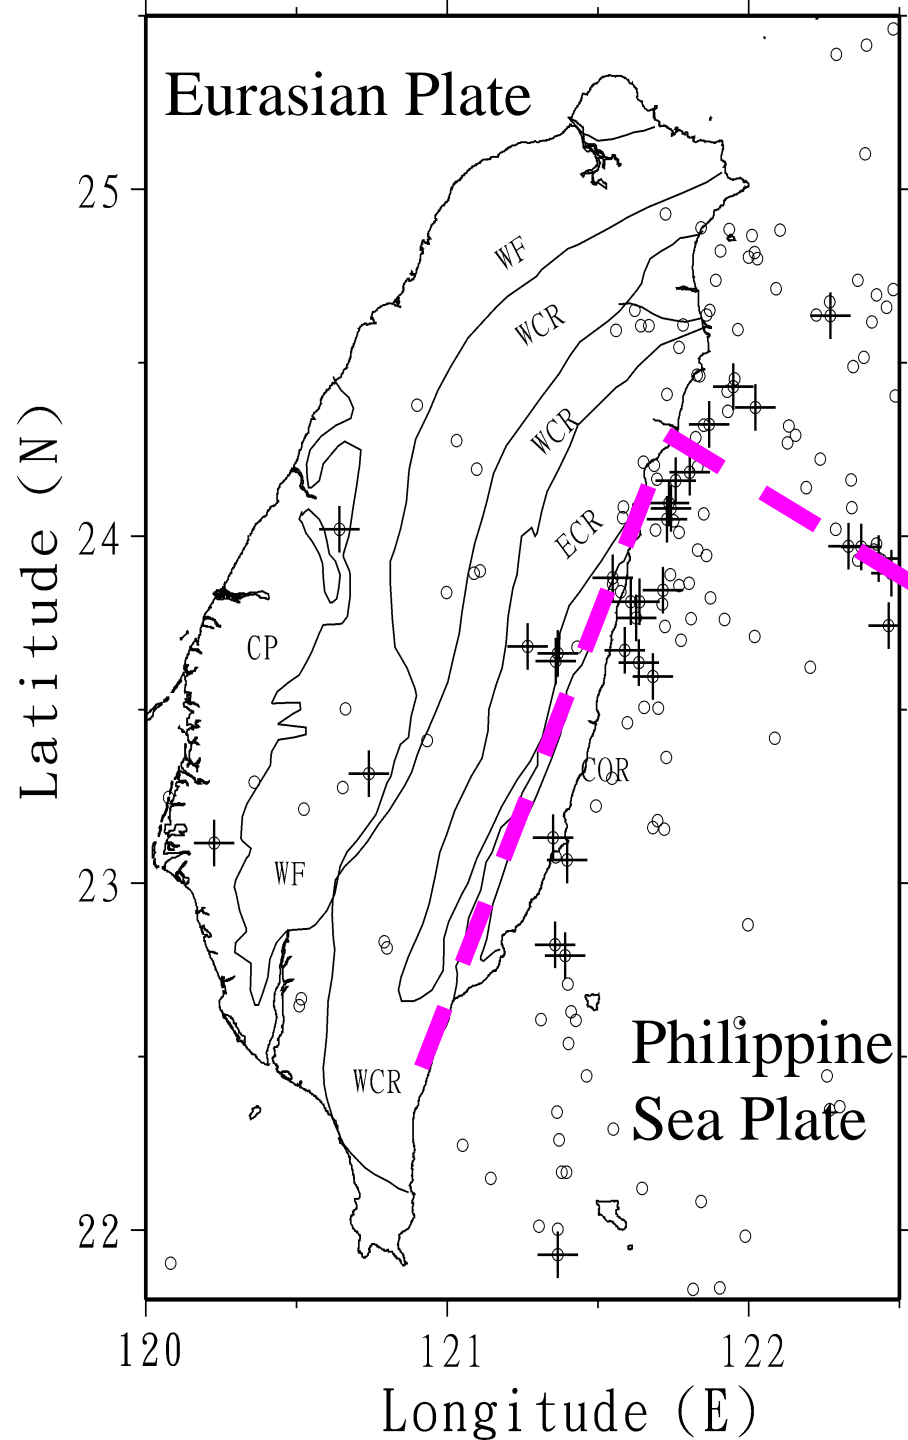 Eurasian Plate
25
WF
WCR
WCR
ECR
24
CP
COR
WF
23
Philippine
WCR
Sea Plate
22
120
121
122
Latitude (N)
Longitude (E)